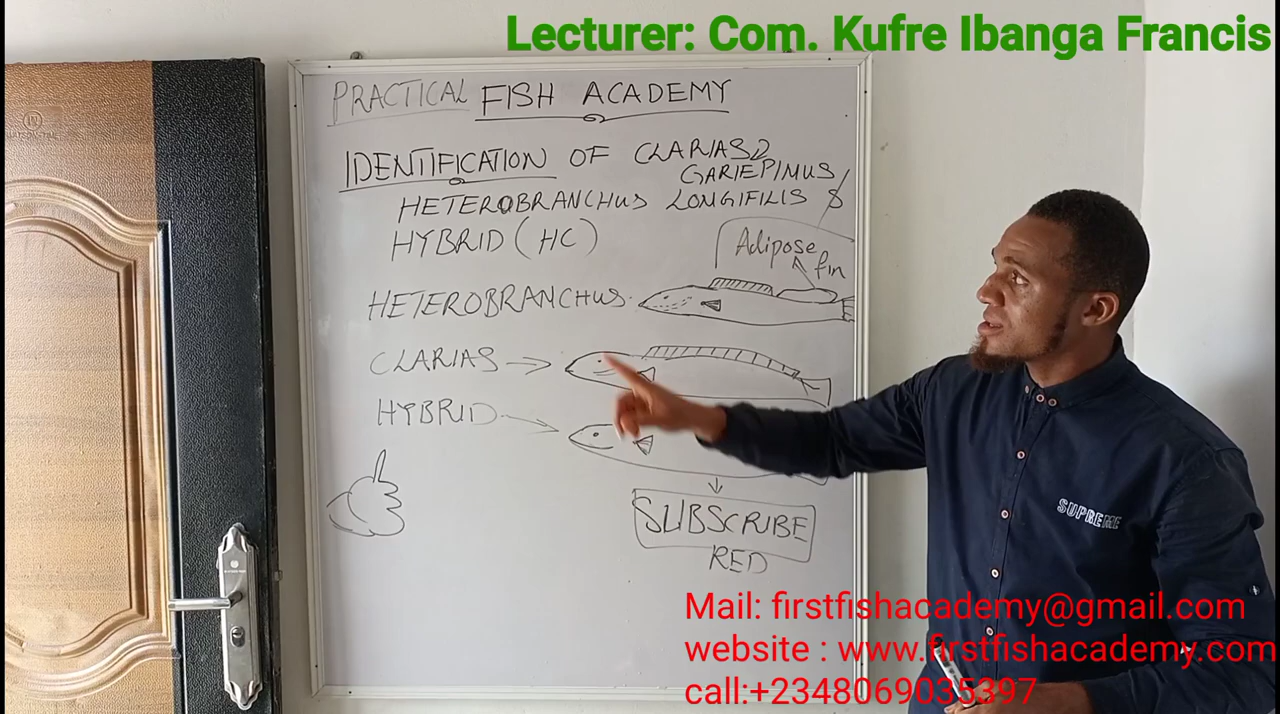 Lecturer: Com. Kufre Ibanga Francis
PRACTICAL FISH ACADEMY
IDENTIFICATION OF CLARIAS
GARIEPINUS
HETEROBRANCHUS LONGIFILIS &
HYBRID (HC)
Adipose
fin
HETEROBRANCHUS
CLARIAS
HYBRID
SUBSCRIBE
RED
SUPREME
Mail: firstfishacademy@gmail.com
website : www.firstfishacademy.com
call:+2348069035397